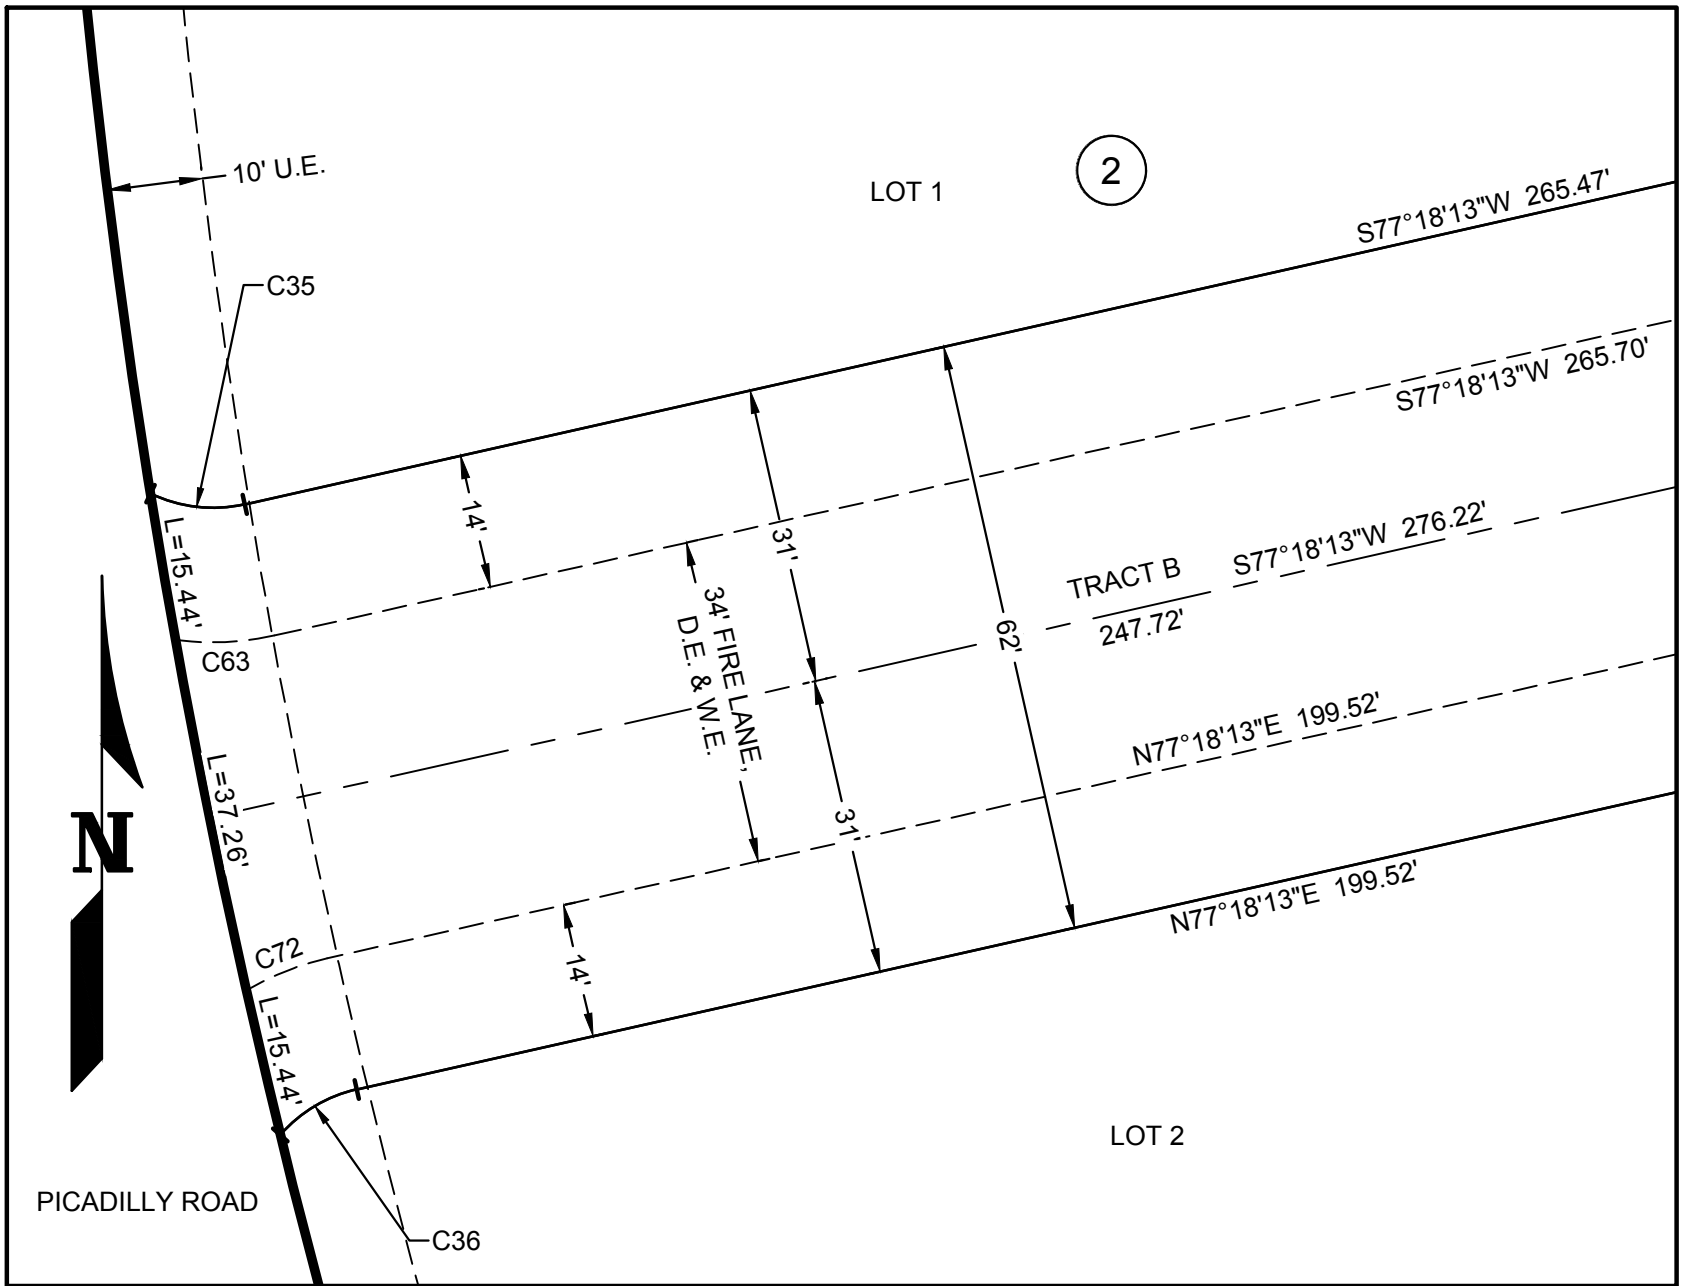 10' U.E.
LOT 1
2
S77°18'13"W 265.47'
C35
S77°18'13"W 265.70'
14'
31'
L=15.44'
S77°18'13"W 276.22'
TRACT B
247.72'
34' FIRE LANE,
D.E. & W.E.
62'
C63
N77°18'13"E 199.52'
L=37.26'
31'
N
N77°18'13"E 199.52'
C72
14'
L=15.44'
LOT 2
PICADILLY ROAD
C36